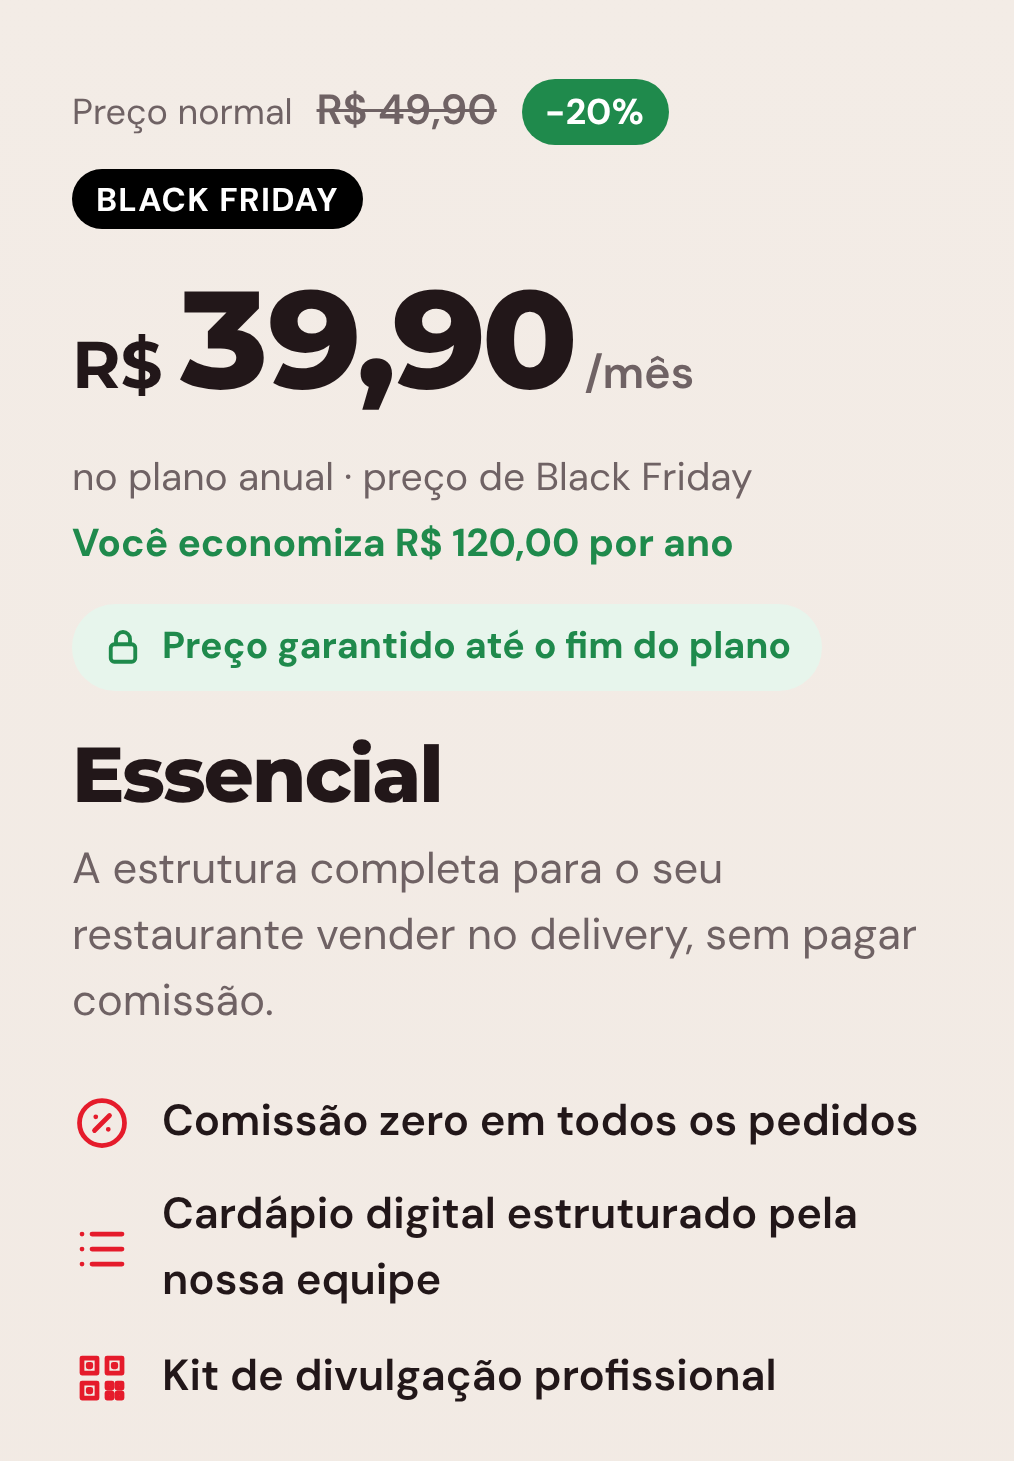 Preço normal R$ 49,90 -20%
BLACK FRIDAY
R$ 39,90 /mês
no plano anual · preço de Black Friday
Você economiza R$ 120,00 por ano
Preço garantido até o fim do plano
Essencial
A estrutura completa para o seu
restaurante vender no delivery, sem pagar
comissão.
Comissão zero em todos os pedidos
Cardápio digital estruturado pela
nossa equipe
Kit de divulgação profissional